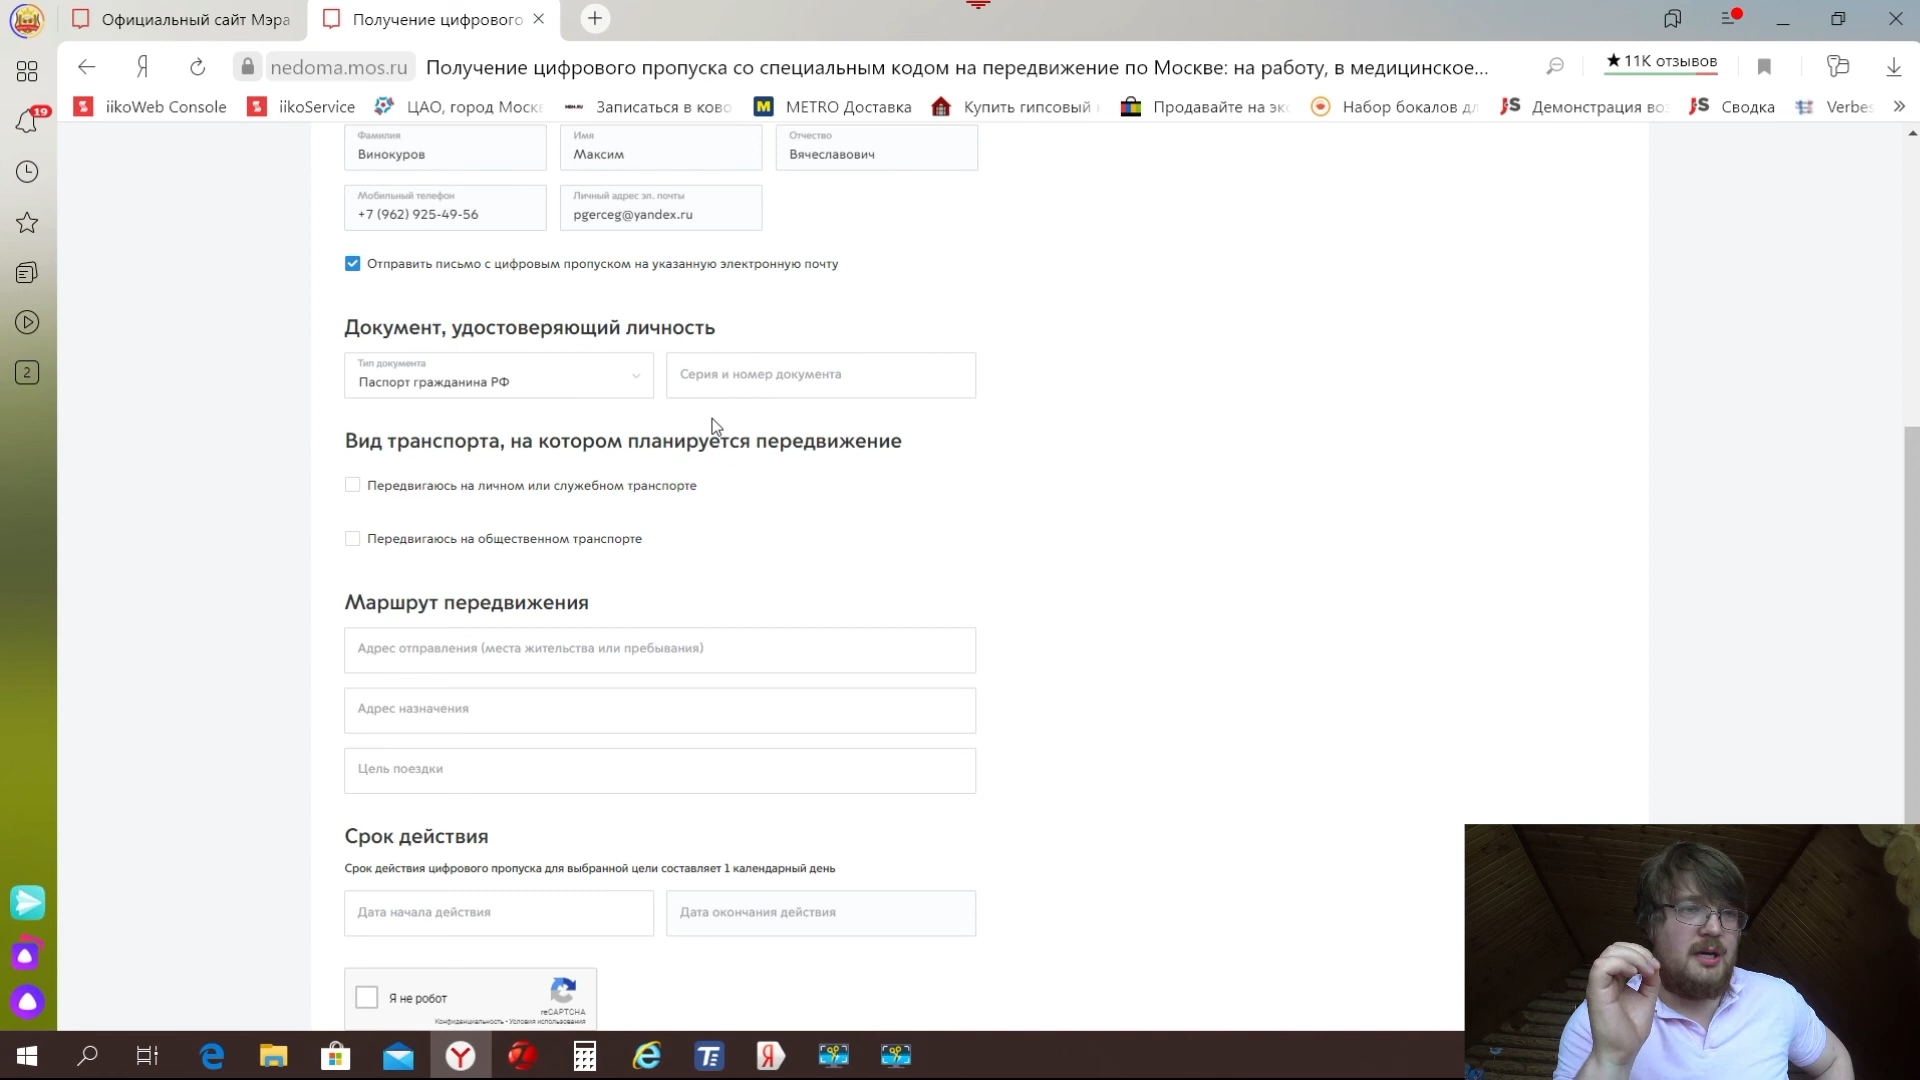 Официальный сайт Мэра
Получение цифрового
nedoma.mos.ru
Получение цифрового пропуска со специальным кодом на передвижение по Москве: на работу, в медицинское...
★11К отзывов
iikoWeb Console
iikoService
ЦАО, город Моск
Записаться в ков
METRO Доставка
Купить гипсовый
Продавайте на эк
Набор бокалов д
Демонстрация во
Сводка
Verbe
19
2
Фамилия
Винокуров
Имя
Максим
Отчество
Вячеславович
Мобильный телефон
+7 (962) 925-49-56
Личный адрес эл. почты
pgerceg@yandex.ru
Отправить письмо с цифровым пропуском на указанную электронную почту
Документ, удостоверяющий личность
Тип документа
Паспорт гражданина РФ
Серия и номер документа
Вид транспорта, на котором планируется передвижение
Передвигаюсь на личном или служебном транспорте
Передвигаюсь на общественном транспорте
Маршрут передвижения
Адрес отправления (места жительства или пребывания)
Адрес назначения
Цель поездки
Срок действия
Срок действия цифрового пропуска для выбранной цели составляет 1 календарный день
Дата начала действия
Дата окончания действия
Я не робот
reCAPTCHA
Конфиденциальность - Условия использования